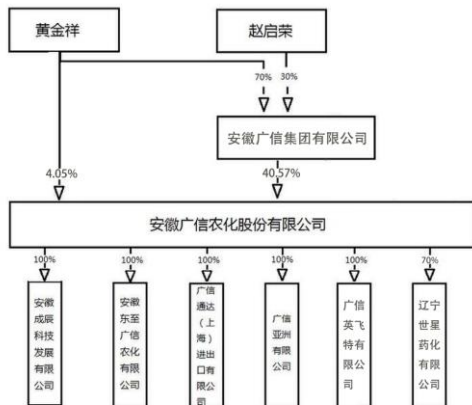 黄金祥
赵启荣
70%
30%
安徽广信集团有限公司
4.05%
40.57%
安徽广信农化股份有限公司
100%
100%
100%
100%
100%
70%
安徽
成辰
科技
发展
有限
公司
安徽
东至
广信
农化
有限
公司
广信
通达
（上
海）
进出
口有
限公
司
广信
亚洲
有限
公司
广信
英飞
特有
限公
司
辽宁
世星
药化
有限
公司